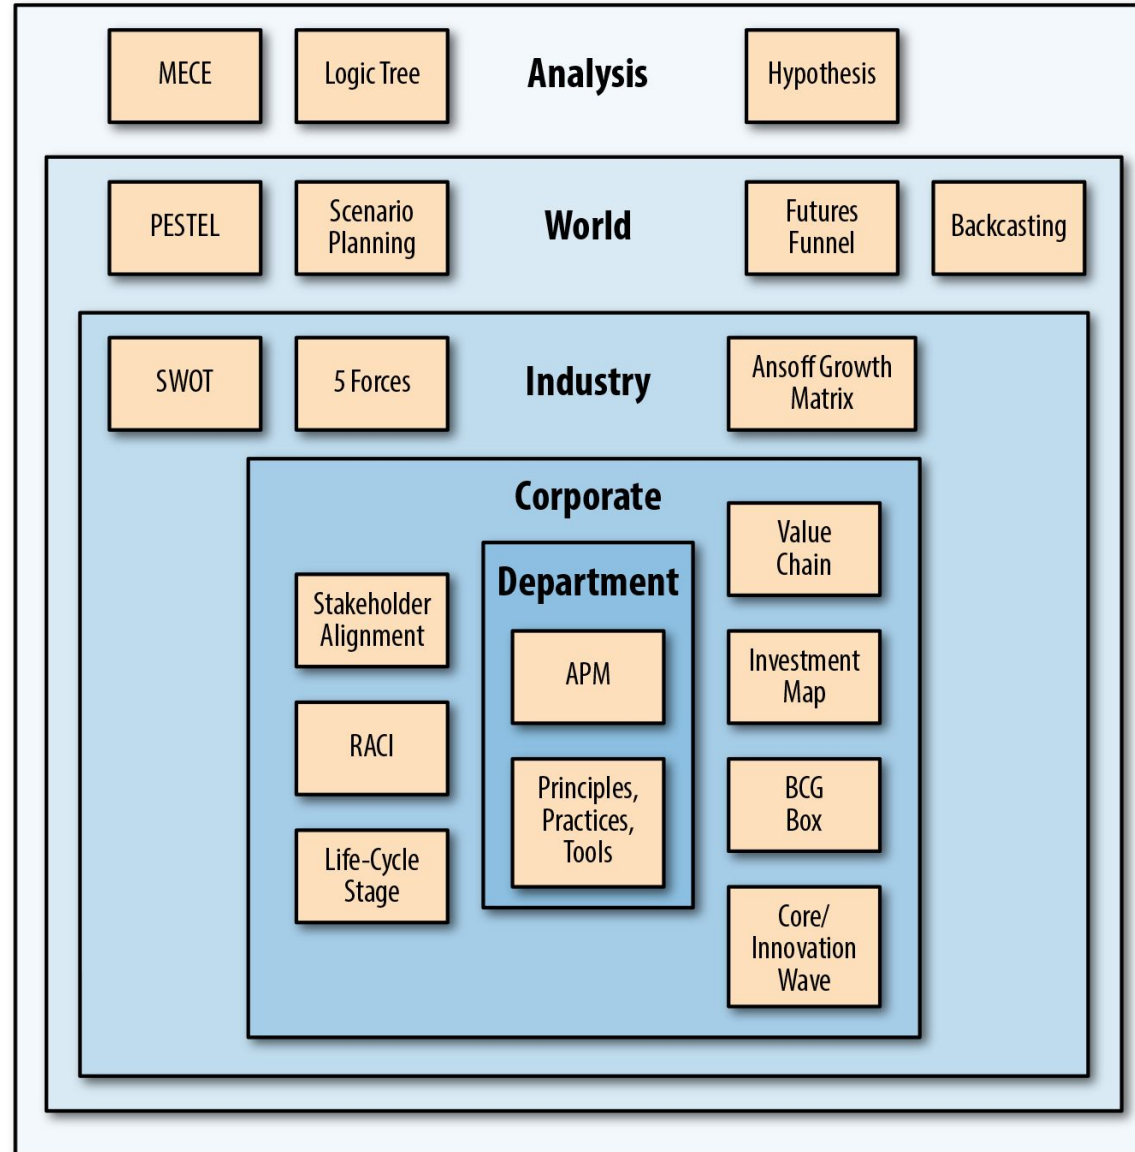 MECE
Logic Tree
Analysis
Hypothesis
PESTEL
Scenario
Planning
World
Futures
Funnel
Backcasting
SWOT
5 Forces
Industry
Ansoff Growth
Matrix
Corporate
Stakeholder
Alignment
RACI
Life-Cycle
Stage
Department
APM
Principles,
Practices,
Tools
Value
Chain
Investment
Map
BCG
Box
Core/
Innovation
Wave